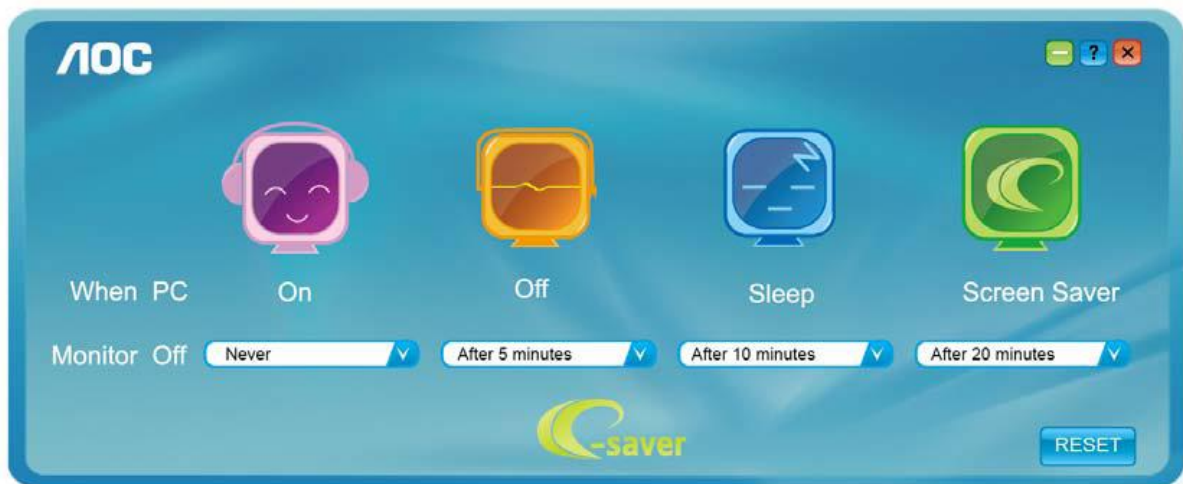 AOC
?
When PC On Off Sleep Screen Saver
Monitor Off Never After 5 minutes After 10 minutes After 20 minutes
e-saver
RESET